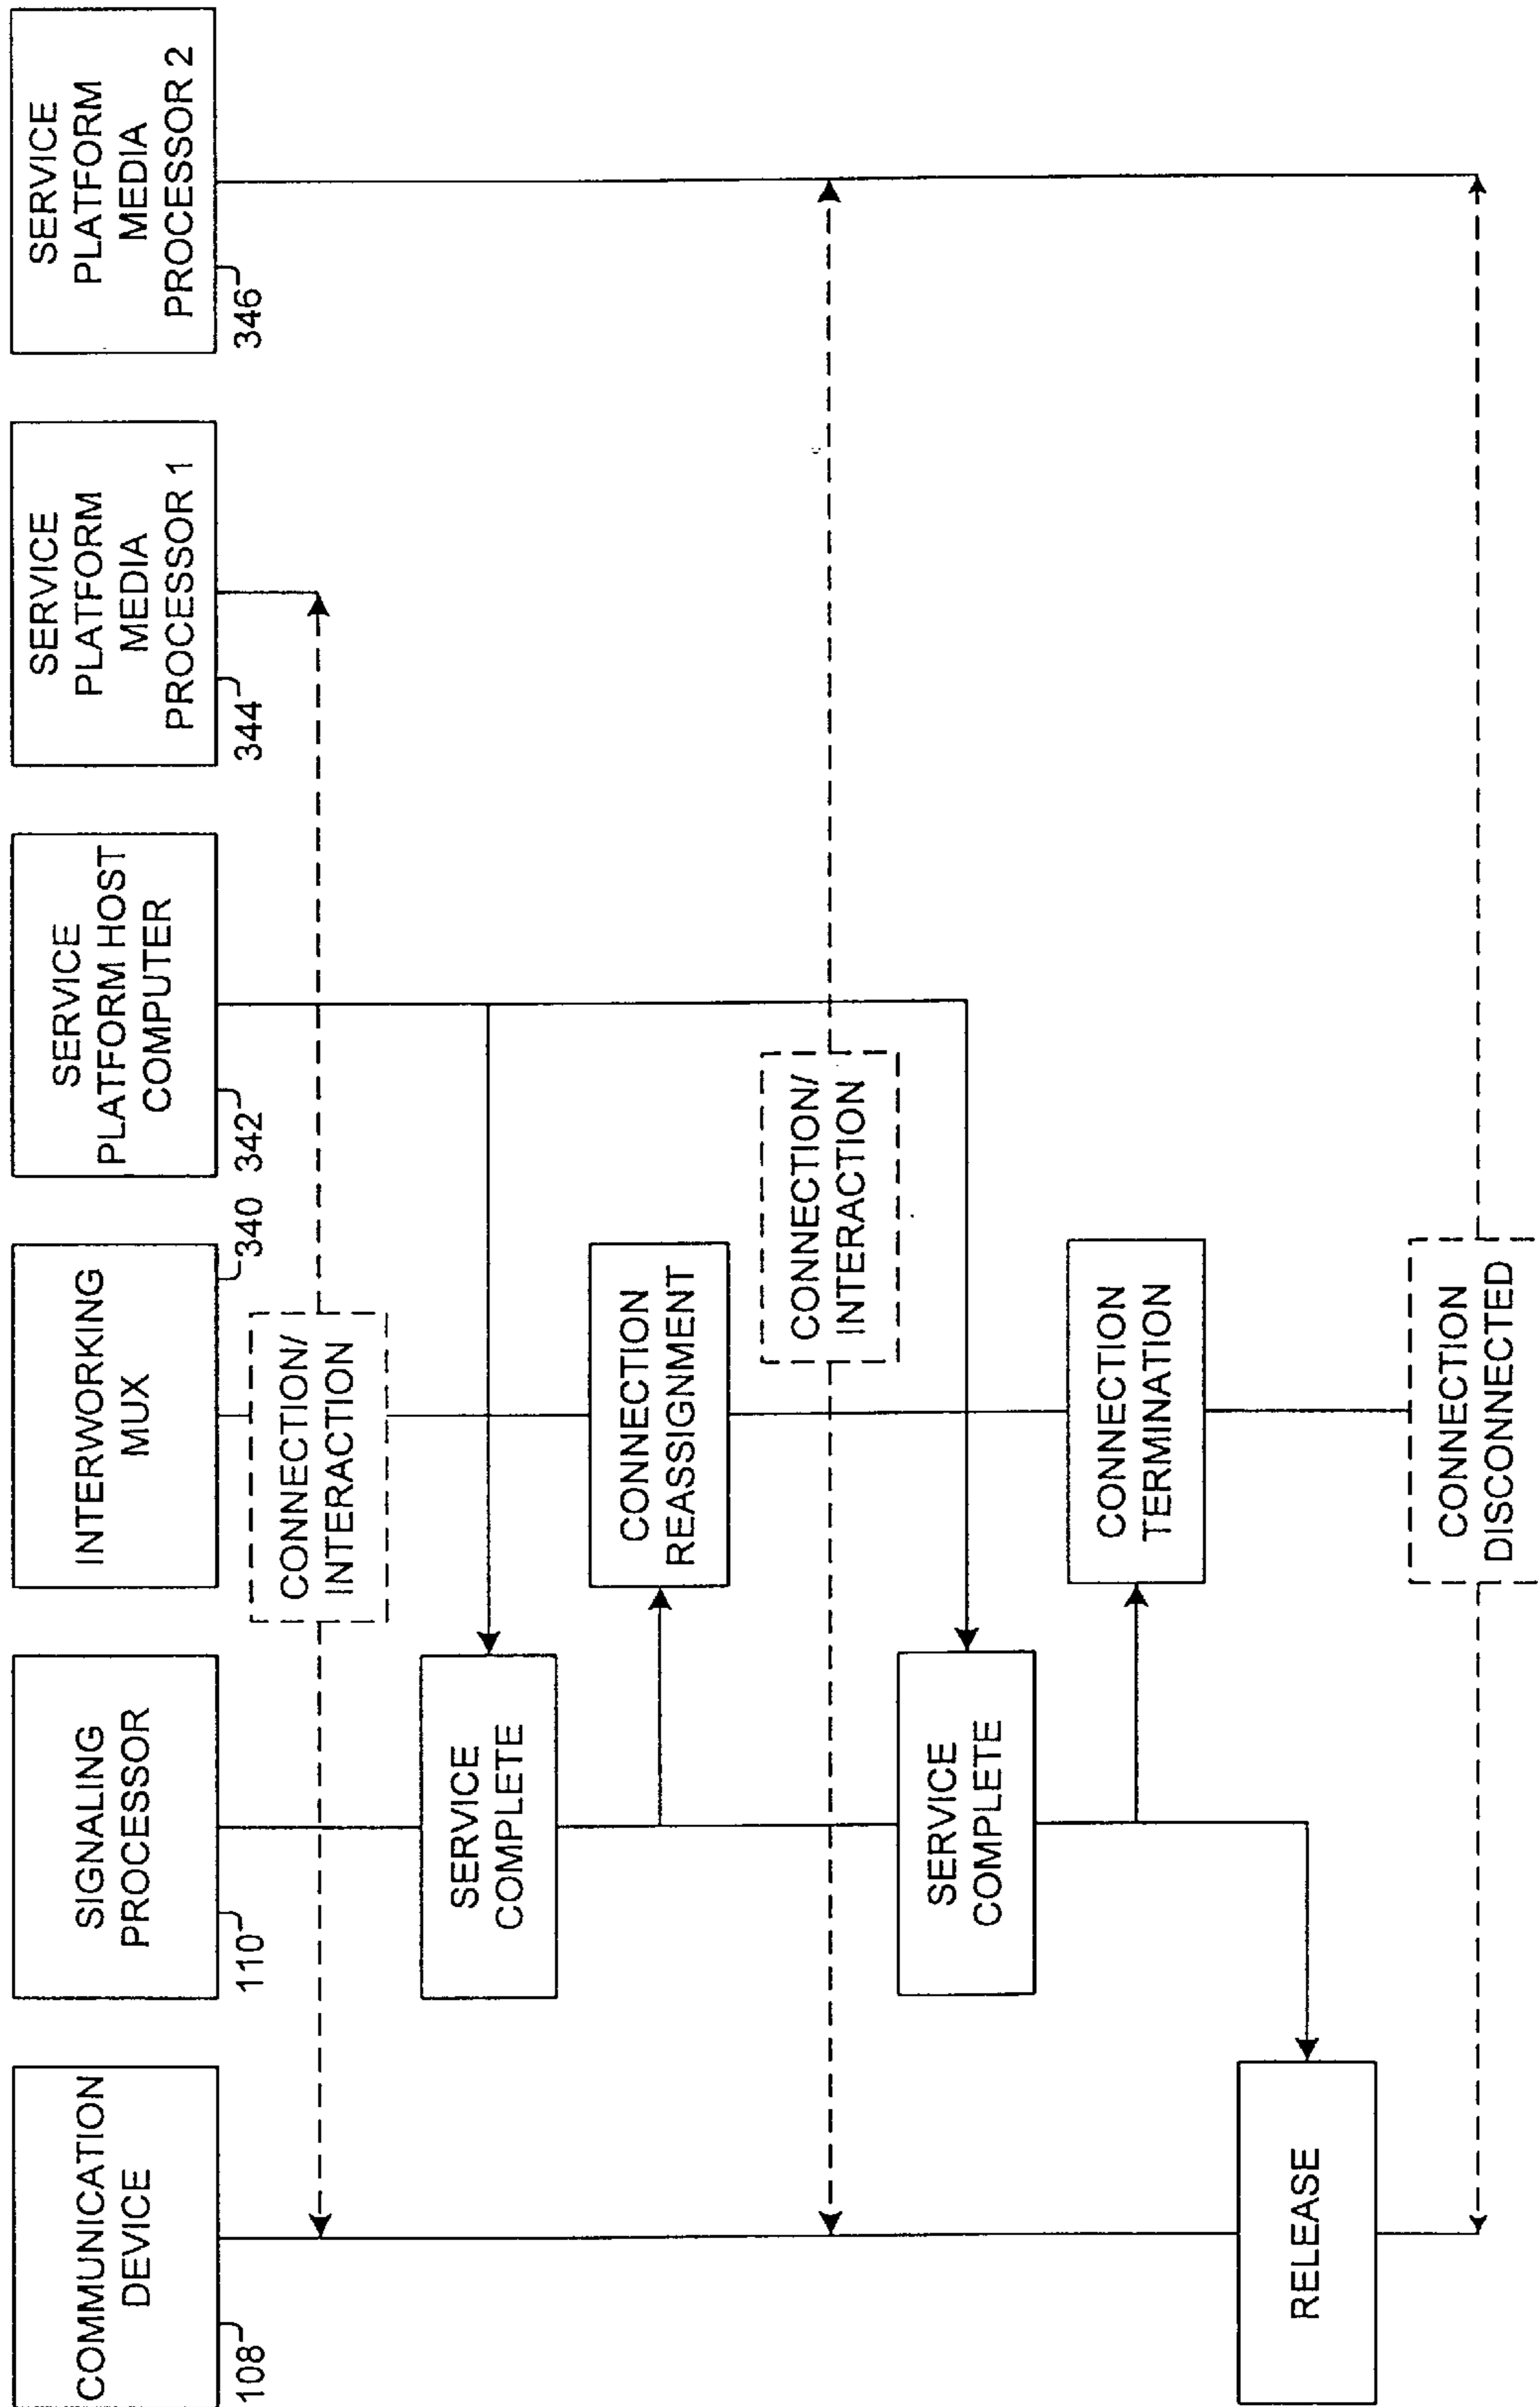 COMMUNICATION
DEVICE
108
SIGNALING
PROCESSOR
110
INTERWORKING
MUX
340
SERVICE
PLATFORM HOST
COMPUTER
342
SERVICE
PLATFORM
MEDIA
PROCESSOR 1
344
SERVICE
PLATFORM
MEDIA
PROCESSOR 2
346
CONNECTION/
INTERACTION
SERVICE
COMPLETE
CONNECTION
REASSIGNMENT
CONNECTION/
INTERACTION
SERVICE
COMPLETE
CONNECTION
TERMINATION
RELEASE
CONNECTION
DISCONNECTED